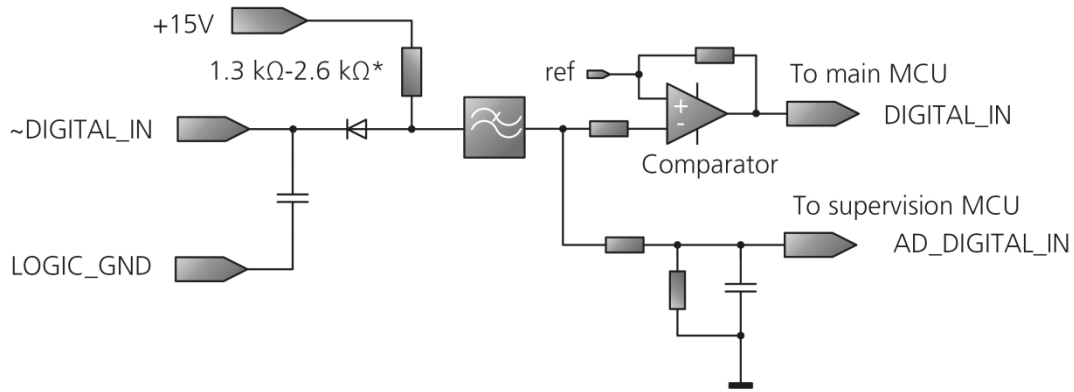 +15V
1.3 kΩ-2.6 kΩ*
ref
To main MCU
~DIGITAL_IN
+
-
DIGITAL_IN
Comparator
To supervision MCU
AD_DIGITAL_IN
LOGIC_GND